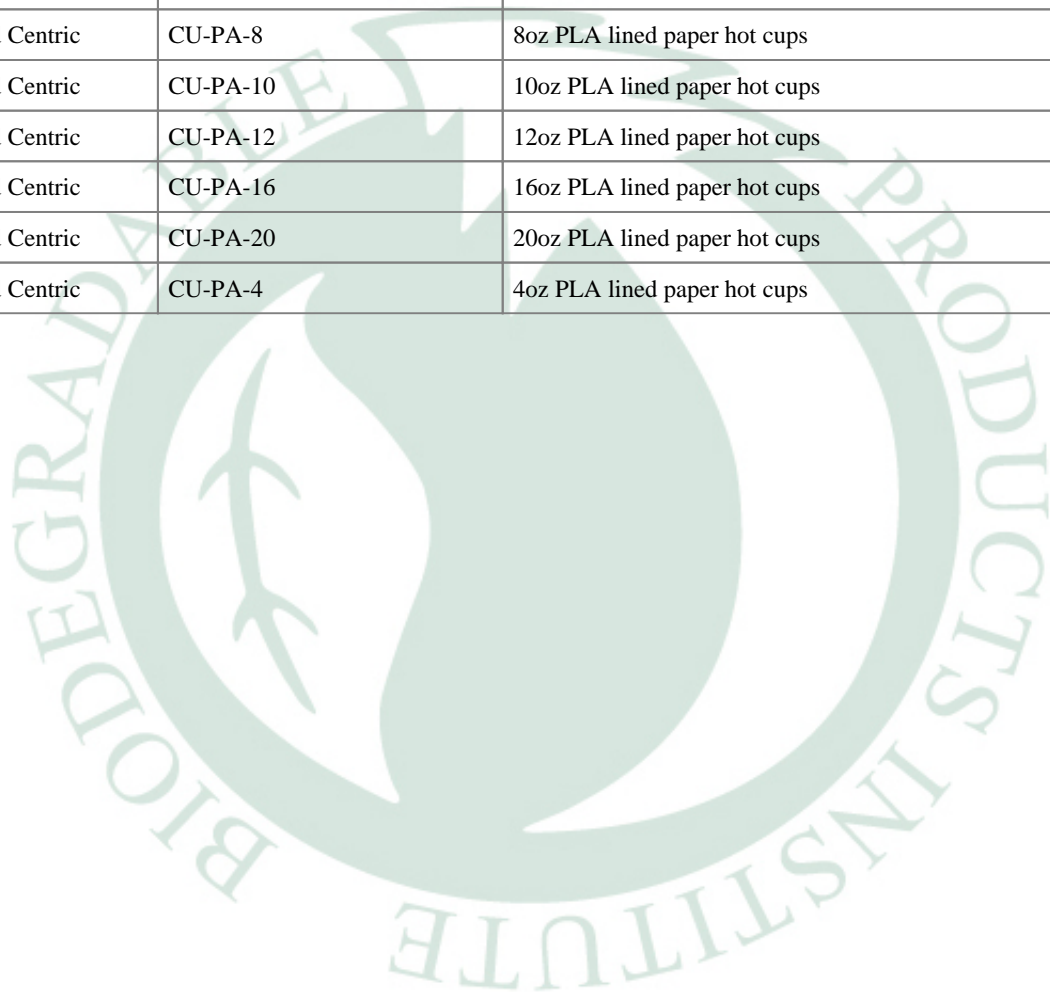 Centric CU-PA-8 8oz PLA lined paper hot cups
Centric CU-PA-10 10oz PLA lined paper hot cups
Centric CU-PA-12 12oz PLA lined paper hot cups
Centric CU-PA-16 16oz PLA lined paper hot cups
Centric CU-PA-20 20oz PLA lined paper hot cups
Centric CU-PA-4 4oz PLA lined paper hot cups
BIODEGRADABLE PRODUCTS INSTITUTE